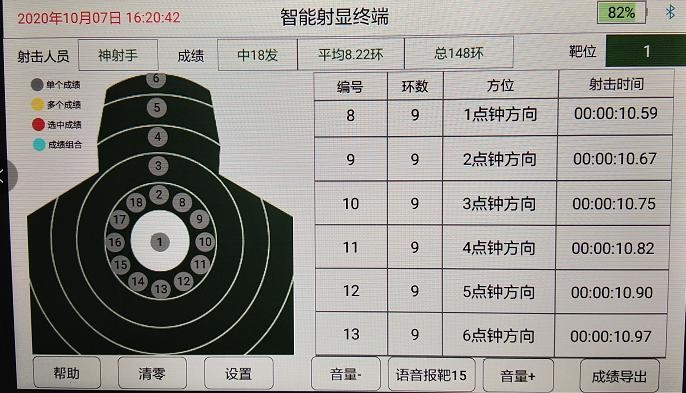 2020年10月07日 16:20:42
智能射显终端
82%
射击人员 神射手 成绩 中18发 平均8.22环 总148环 靶位 1
单个成绩
多个成绩
选中成绩
成绩组合
6
5
4
3
2
18 8
17 9
16 1 10
15 11
14 12
13
编号 环数 方位 射击时间
8 9 1点钟方向 00:00:10.59
9 9 2点钟方向 00:00:10.67
10 9 3点钟方向 00:00:10.75
11 9 4点钟方向 00:00:10.82
12 9 5点钟方向 00:00:10.90
13 9 6点钟方向 00:00:10.97
帮助 清零 设置 音量- 语音报靶15 音量+ 成绩导出